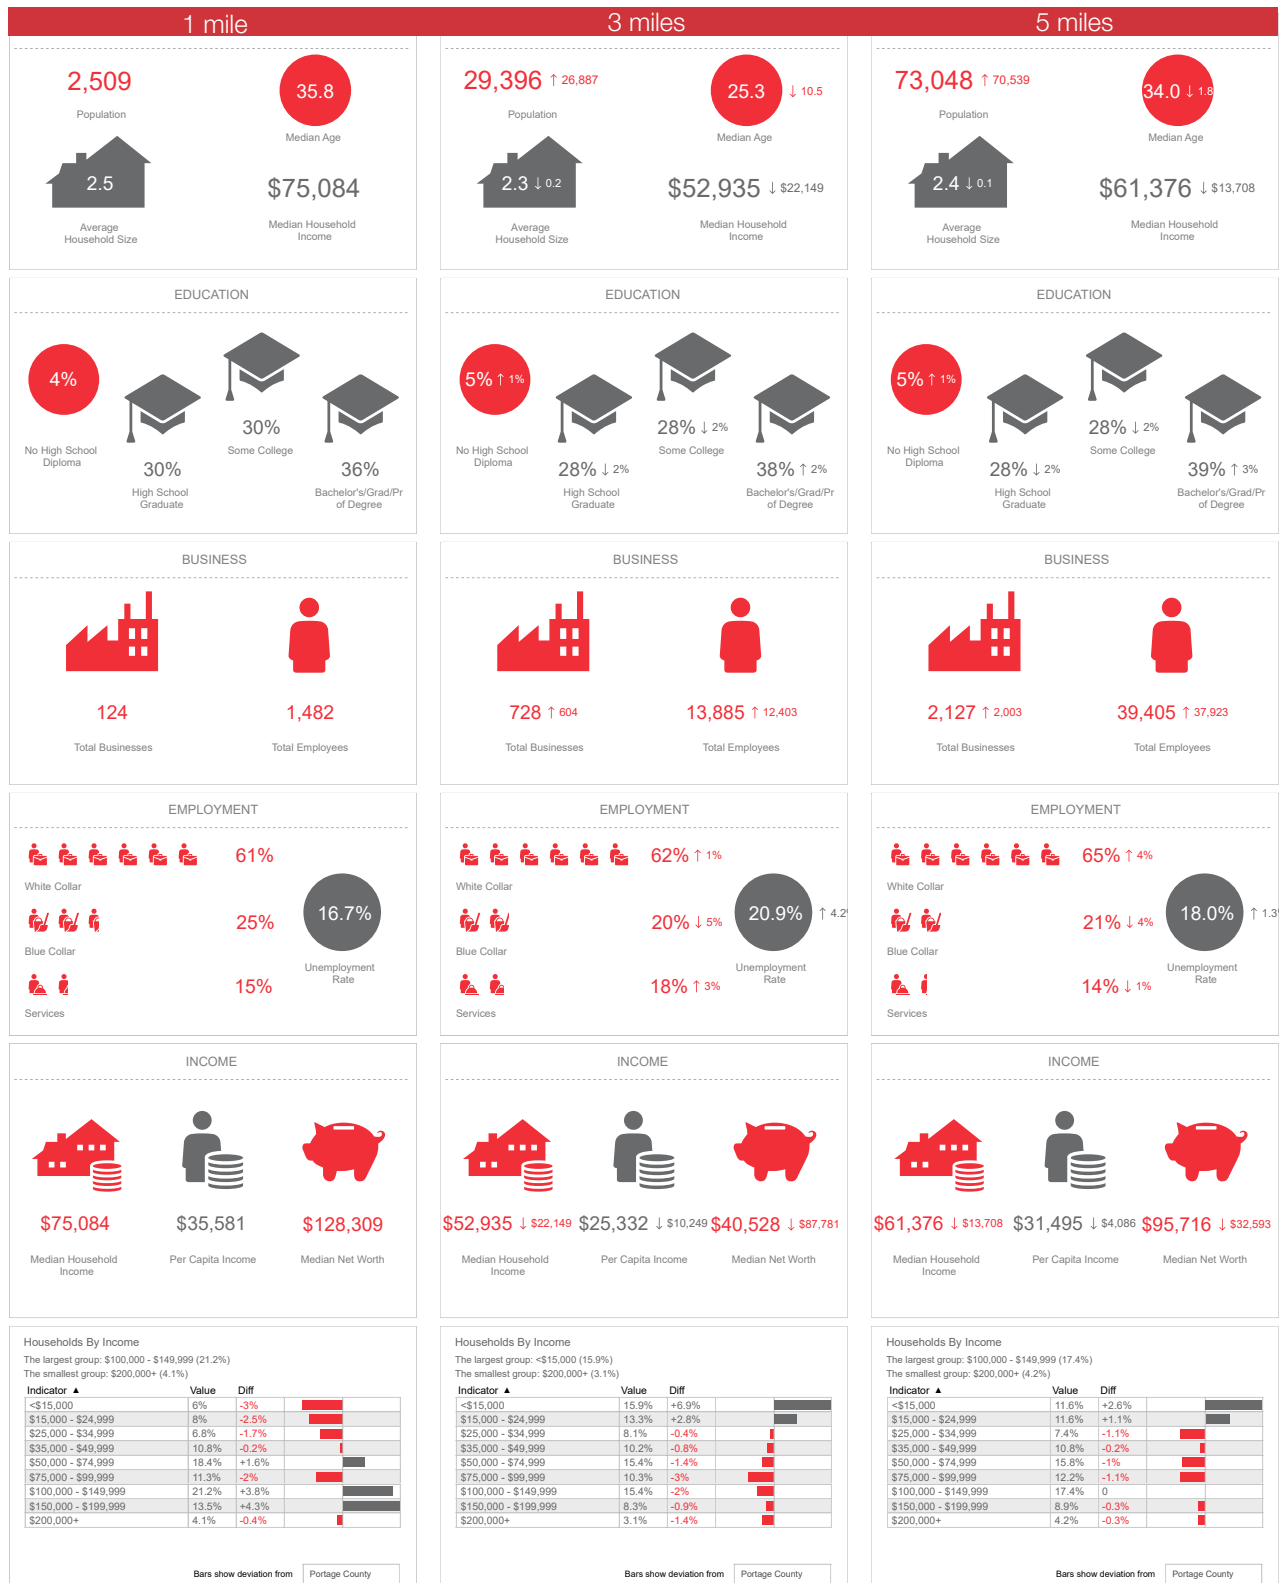 1 mile
3 miles
5 miles
2,509
Population
35.8
Median Age
2.5
Average
Household Size
$75,084
Median Household
Income
29,396 ↑ 26,887
Population
25.3 ↓ 10.5
Median Age
2.3 ↓ 0.2
Average
Household Size
$52,935 ↓ $22,149
Median Household
Income
73,048 ↑ 70,539
Population
34.0 ↓ 1.8
Median Age
2.4 ↓ 0.1
Average
Household Size
$61,376 ↓ $13,708
Median Household
Income
EDUCATION
4%
No High School
Diploma
30%
High School
Graduate
30%
Some College
36%
Bachelor's/Grad/Pr
of Degree
EDUCATION
5% ↑ 1%
No High School
Diploma
28% ↓ 2%
High School
Graduate
28% ↓ 2%
Some College
38% ↑ 2%
Bachelor's/Grad/Pr
of Degree
EDUCATION
5% ↑ 1%
No High School
Diploma
28% ↓ 2%
High School
Graduate
28% ↓ 2%
Some College
39% ↑ 3%
Bachelor's/Grad/Pr
of Degree
BUSINESS
124
Total Businesses
1,482
Total Employees
BUSINESS
728 ↑ 604
Total Businesses
13,885 ↑ 12,403
Total Employees
BUSINESS
2,127 ↑ 2,003
Total Businesses
39,405 ↑ 37,923
Total Employees
EMPLOYMENT
61%
White Collar
25%
Blue Collar
15%
Services
16.7%
Unemployment
Rate
EMPLOYMENT
62% ↑ 1%
White Collar
20% ↓ 5%
Blue Collar
18% ↑ 3%
Services
20.9% ↑ 4.2
Unemployment
Rate
EMPLOYMENT
65% ↑ 4%
White Collar
21% ↓ 4%
Blue Collar
14% ↓ 1%
Services
18.0% ↑ 1.3
Unemployment
Rate
INCOME
$75,084
Median Household
Income
$35,581
Per Capita Income
$128,309
Median Net Worth
INCOME
$52,935 ↓ $22,149
Median Household
Income
$25,332 ↓ $10,249
Per Capita Income
$40,528 ↓ $87,781
Median Net Worth
INCOME
$61,376 ↓ $13,708
Median Household
Income
$31,495 ↓ $4,086
Per Capita Income
$95,716 ↓ $32,593
Median Net Worth
Households By Income
The largest group: $100,000 - $149,999 (21.2%)
The smallest group: $200,000+ (4.1%)
Indicator ▲ Value Diff
<$15,000 6% -3%
$15,000 - $24,999 8% -2.5%
$25,000 - $34,999 6.8% -1.7%
$35,000 - $49,999 10.8% -0.2%
$50,000 - $74,999 18.4% +1.6%
$75,000 - $99,999 11.3% -2%
$100,000 - $149,999 21.2% +3.8%
$150,000 - $199,999 13.5% +4.3%
$200,000+ 4.1% -0.4%
Bars show deviation from Portage County
Households By Income
The largest group: <$15,000 (15.9%)
The smallest group: $200,000+ (3.1%)
Indicator ▲ Value Diff
<$15,000 15.9% +6.9%
$15,000 - $24,999 13.3% +2.8%
$25,000 - $34,999 8.1% -0.4%
$35,000 - $49,999 10.2% -0.8%
$50,000 - $74,999 15.4% -1.4%
$75,000 - $99,999 10.3% -3%
$100,000 - $149,999 15.4% -2%
$150,000 - $199,999 8.3% -0.9%
$200,000+ 3.1% -1.4%
Bars show deviation from Portage County
Households By Income
The largest group: $100,000 - $149,999 (17.4%)
The smallest group: $200,000+ (4.2%)
Indicator ▲ Value Diff
<$15,000 11.6% +2.6%
$15,000 - $24,999 11.6% +1.1%
$25,000 - $34,999 7.4% -1.1%
$35,000 - $49,999 10.8% -0.2%
$50,000 - $74,999 15.8% -1%
$75,000 - $99,999 12.2% -1.1%
$100,000 - $149,999 17.4% 0
$150,000 - $199,999 8.9% -0.3%
$200,000+ 4.2% -0.3%
Bars show deviation from Portage County